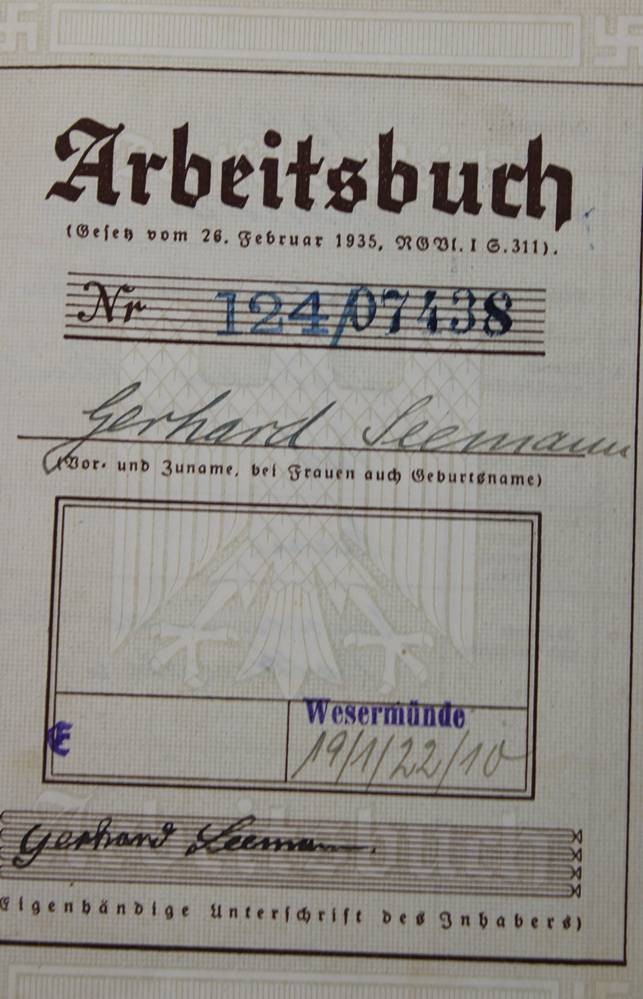 Arbeitsbuch
(Gesetz vom 26. Februar 1935, RGBl. I S. 311).
Nr 124/07438
Gerhard Seemann
(Vor- und Zuname, bei Frauen auch Geburtsname)
Wesermünde
E
19/1/22/10
Gerhard Seemann.
Eigenhändige Unterschrift des Inhabers)